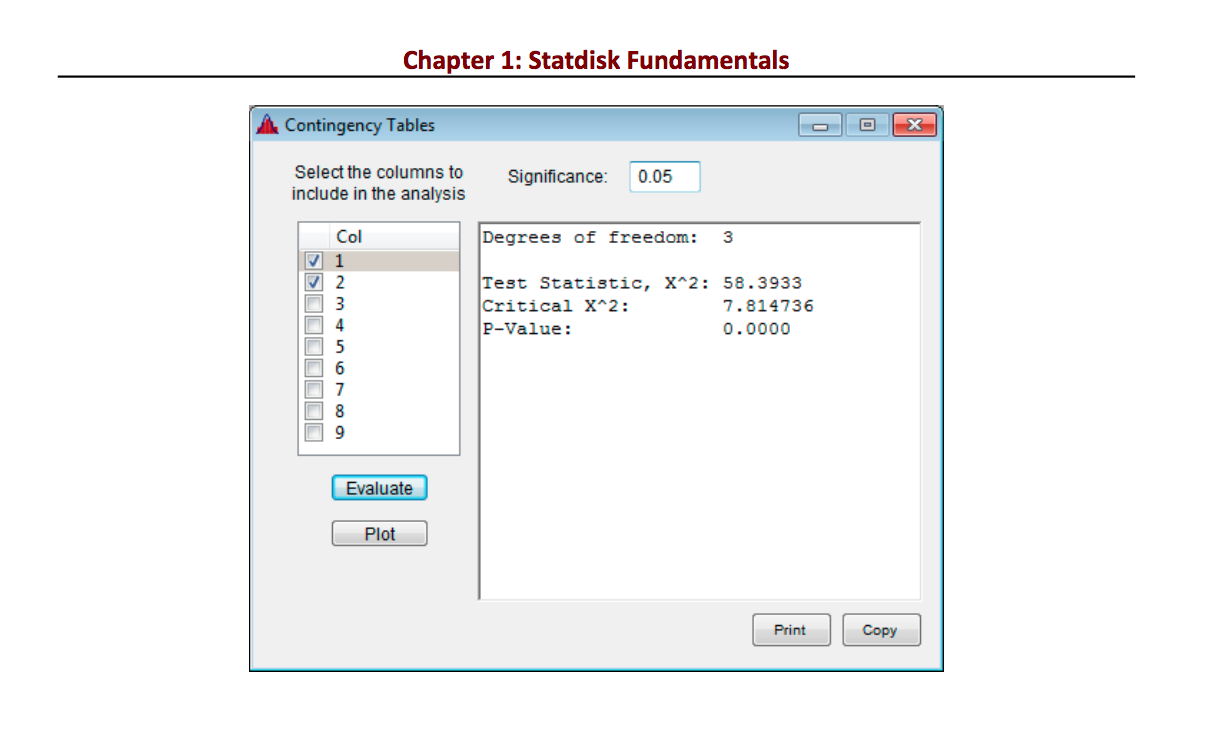 Chapter 1: Statdisk Fundamentals
Contingency Tables
Select the columns to
include in the analysis
Significance: 0.05
Col
1
2
3
4
5
6
7
8
9
Evaluate
Plot
Degrees of freedom: 3
Test Statistic, X^2: 58.3933
Critical X^2: 7.814736
P-Value: 0.0000
Print
Copy